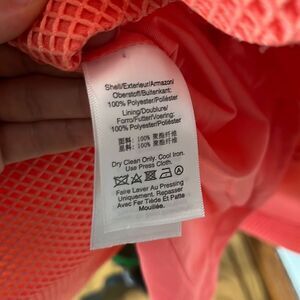 Shell/Exterieur/Armazon/
Oberstoff/Buitenkant:
100% Polyester/Poliéster
Lining/Doublure/
Forro/Futter/Voering:
100% Polyester/Poliéster
面料: 100% 聚酯纤维
里料: 100% 聚酯纤维
Dry Clean Only. Cool Iron.
Use Press Cloth.
Faire Laver Au Pressing
Uniquement. Repasser
Avec Fer Tiède Et Patte
Mouillée.